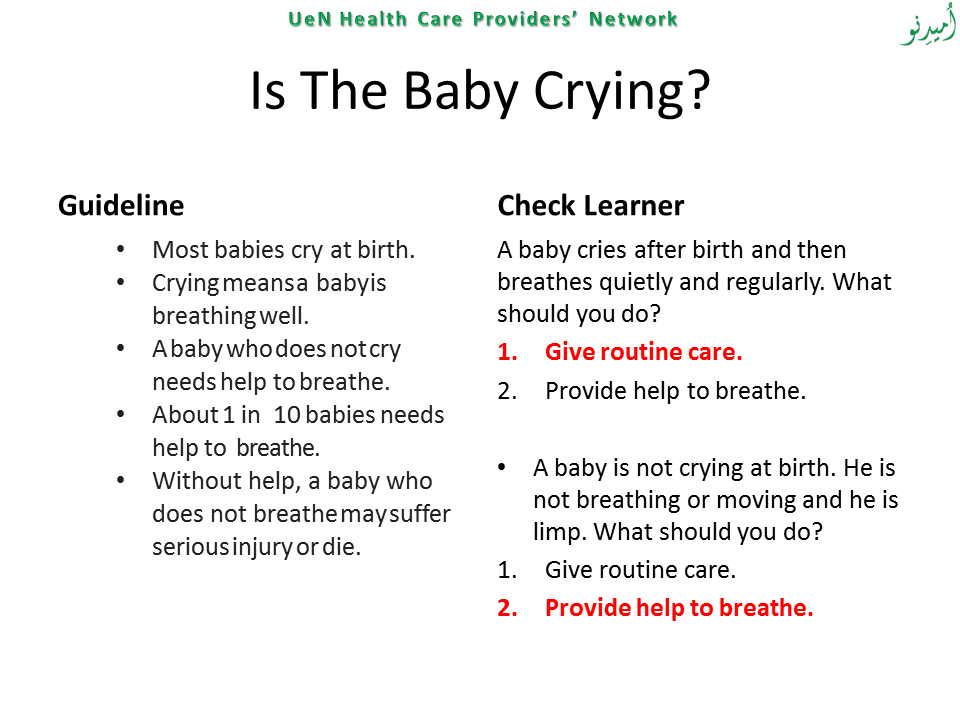 UeN Health Care Providers' Network
اُمیدِنو
Is The Baby Crying?
Guideline
• Most babies cry at birth.
• Crying means a baby is
breathing well.
• A baby who does not cry
needs help to breathe.
• About 1 in 10 babies needs
help to breathe.
• Without help, a baby who
does not breathe may suffer
serious injury or die.
Check Learner
A baby cries after birth and then
breathes quietly and regularly. What
should you do?
1. Give routine care.
2. Provide help to breathe.
• A baby is not crying at birth. He is
not breathing or moving and he is
limp. What should you do?
1. Give routine care.
2. Provide help to breathe.